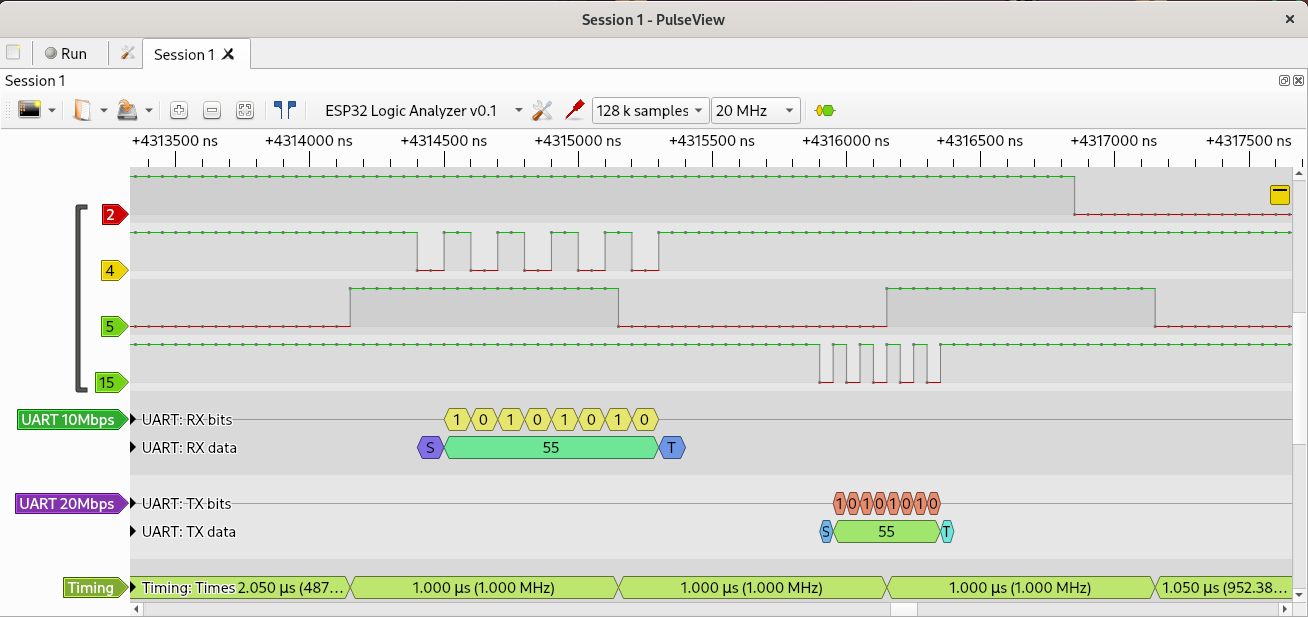 Session 1 - PulseView
Run
Session 1
Session 1
ESP32 Logic Analyzer v0.1 128 k samples 20 MHz
+4313500 ns +4314000 ns +4314500 ns +4315000 ns +4315500 ns +4316000 ns +4316500 ns +4317000 ns +4317500 ns
2
4
5
15
UART 10Mbps UART: RX bits 1 0 1 0 1 0 1 0
UART: RX data S 55 T
UART 20Mbps UART: TX bits 1 0 1 0 1 0 1 0
UART: TX data S 55 T
Timing Timing: Times 2.050 µs (487... 1.000 µs (1.000 MHz) 1.000 µs (1.000 MHz) 1.000 µs (1.000 MHz) 1.050 µs (952.38...